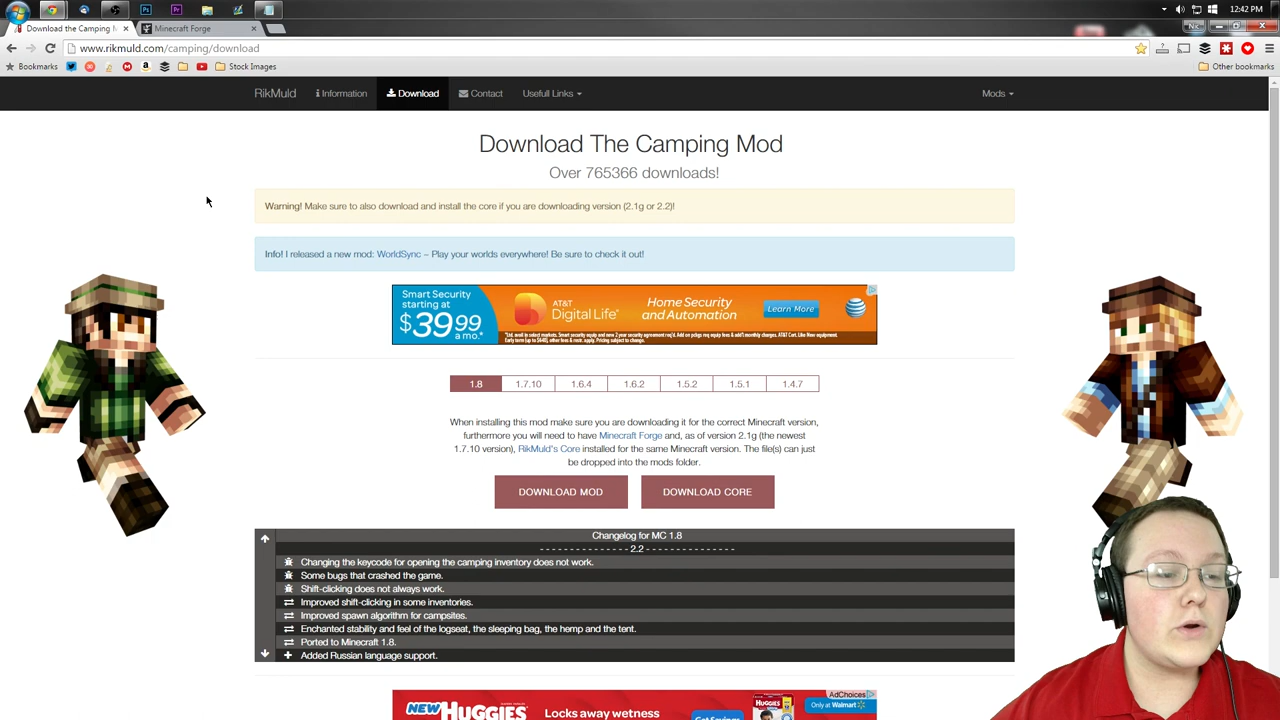 12:42 PM
Download the Camping M
Minecraft Forge
Nic
www.rikmuld.com/camping/download
Bookmarks
Stock Images
Other bookmarks
RikMuld
Information
Download
Contact
Usefull Links
Mods
Download The Camping Mod
Over 765366 downloads!
Warning! Make sure to also download and install the core if you are downloading version (2.1g or 2.2)!
Info! I released a new mod: WorldSync – Play your worlds everywhere! Be sure to check it out!
Smart Security
starting at
$39.99
a mo.*
AT&T
Digital Life
Home Security
and Automation
Learn More
1.8
1.7.10
1.6.4
1.6.2
1.5.2
1.5.1
1.4.7
When installing this mod make sure you are downloading it for the correct Minecraft version,
furthermore you will need to have Minecraft Forge and, as of version 2.1g (the newest
1.7.10 version), RikMuld's Core installed for the same Minecraft version. The file(s) can just
be dropped into the mods folder.
DOWNLOAD MOD
DOWNLOAD CORE
Changelog for MC 1.8
- - - - - - - - - - - - - - - 2.2 - - - - - - - - - - - - - - -
Changing the keycode for opening the camping inventory does not work.
Some bugs that crashed the game.
Shift-clicking does not always work.
Improved shift-clicking in some inventories.
Improved spawn algorithm for campsites.
Enchanted stability and feel of the logseat, the sleeping bag, the hemp and the tent.
Ported to Minecraft 1.8.
Added Russian language support.
AdChoices
NEW
HUGGIES
Locks away wetness
Get Savings
Only at Walmart